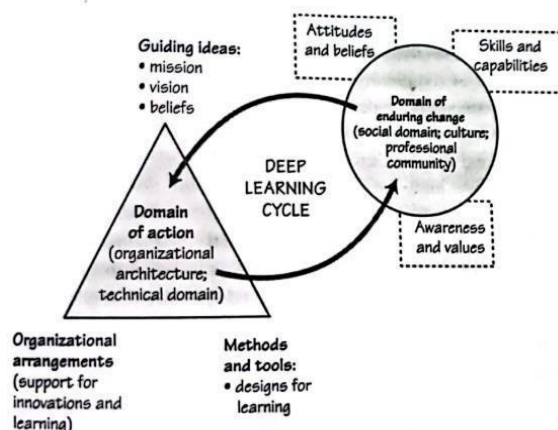 Guiding ideas:
• mission
• vision
• beliefs
Attitudes
and beliefs
Skills and
capabilities
Domain of
enduring change
(social domain; culture;
professional
community)
Awareness
and values
DEEP
LEARNING
CYCLE
Domain
of action
(organizational
architecture;
technical domain)
Organizational
arrangements
(support for
innovations and
learning)
Methods
and tools:
• designs for
learning